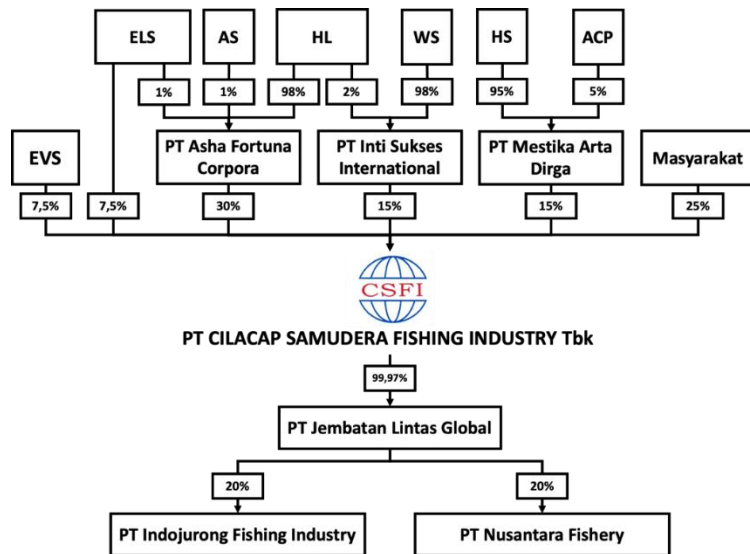 ELS
AS
HL
WS
HS
ACP
1%
1%
98%
2%
98%
95%
5%
EVS
PT Asha Fortuna
Corpora
PT Inti Sukses
International
PT Mestika Arta
Dirga
Masyarakat
7,5%
7,5%
30%
15%
15%
25%
CSFI
PT CILACAP SAMUDERA FISHING INDUSTRY Tbk
99,97%
PT Jembatan Lintas Global
20%
20%
PT Indojurong Fishing Industry
PT Nusantara Fishery